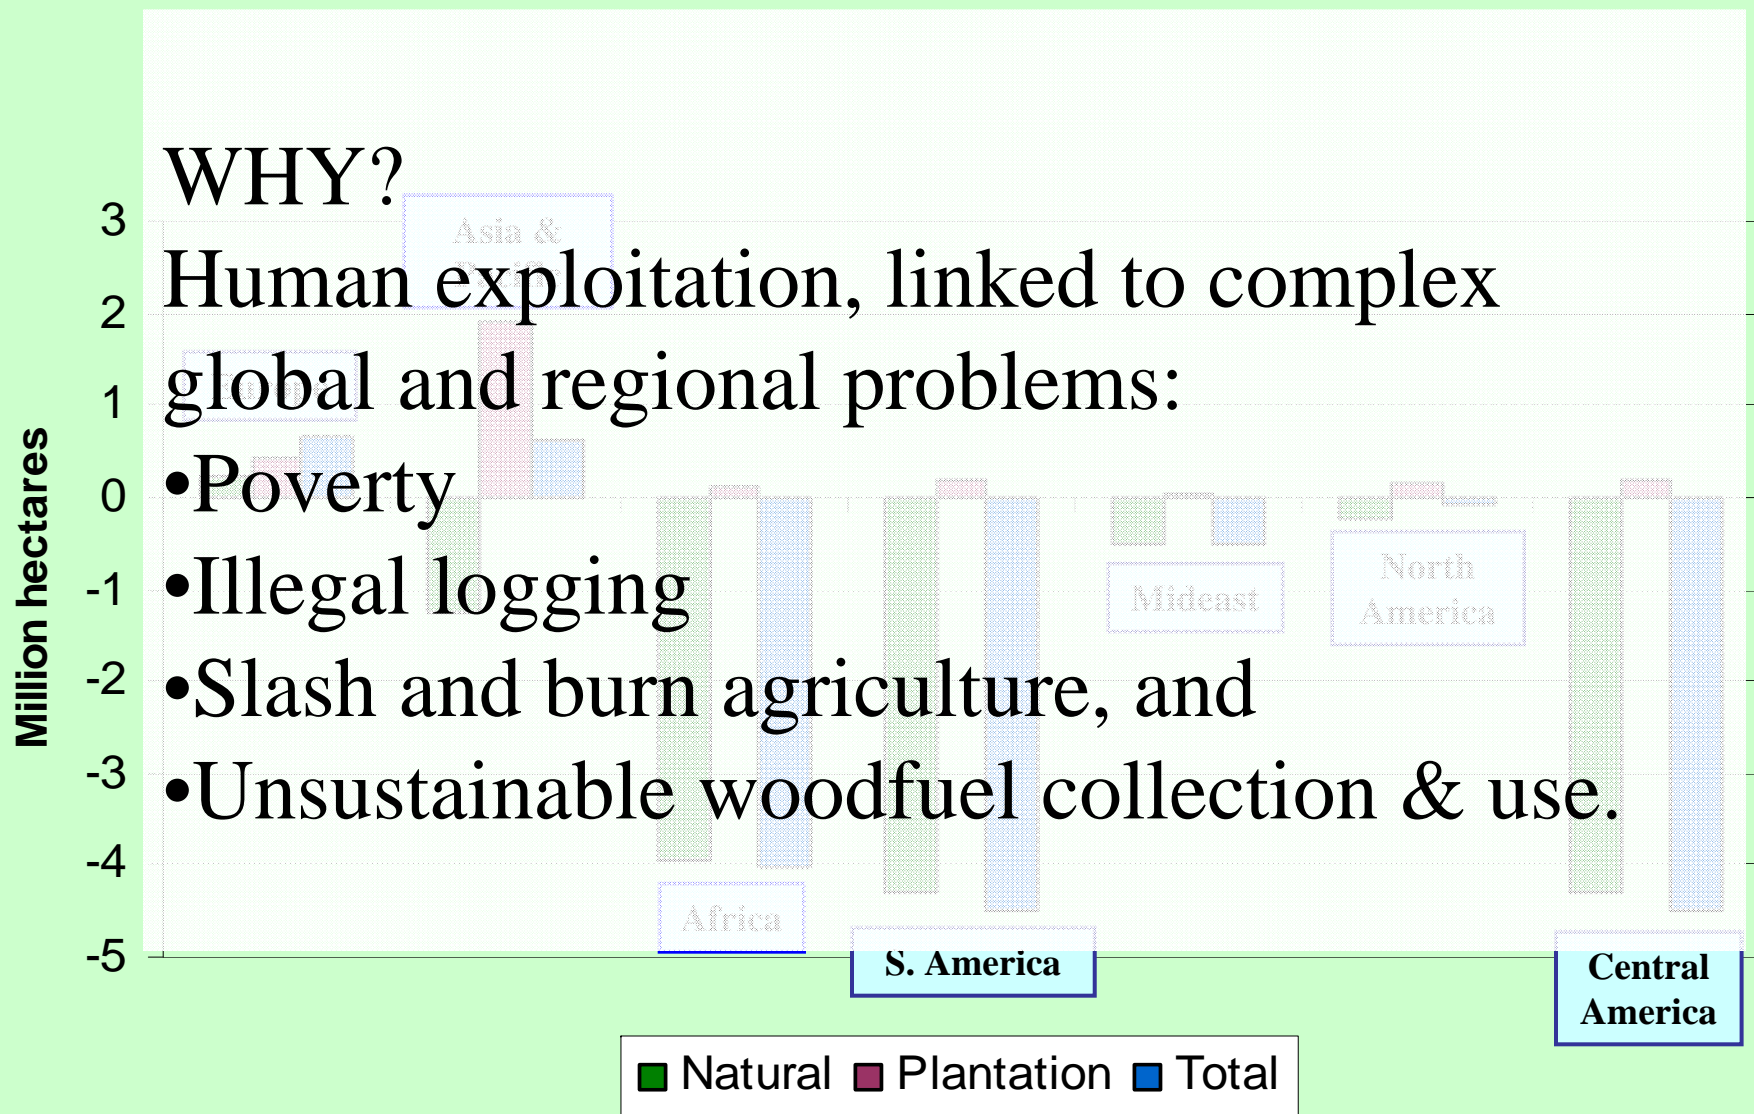 WHY?
Human exploitation, linked to complex
global and regional problems:
•Poverty
•Illegal logging
•Slash and burn agriculture, and
•Unsustainable woodfuel collection & use.
Million hectares
3
2
1
0
-1
-2
-3
-4
-5
Asia &
Pacific
Africa
S. America
Mideast
North
America
Central
America
Natural
Plantation
Total